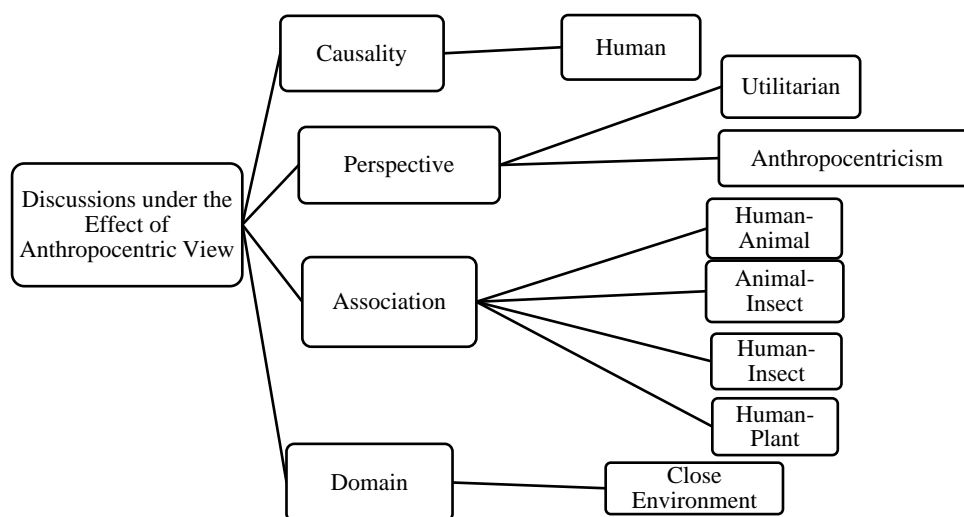 Causality
Human
Utilitarian
Perspective
Anthropocentricism
Discussions under the
Effect of
Anthropocentric View
Human-
Animal
Association
Animal-
Insect
Human-
Insect
Human-
Plant
Domain
Close
Environment